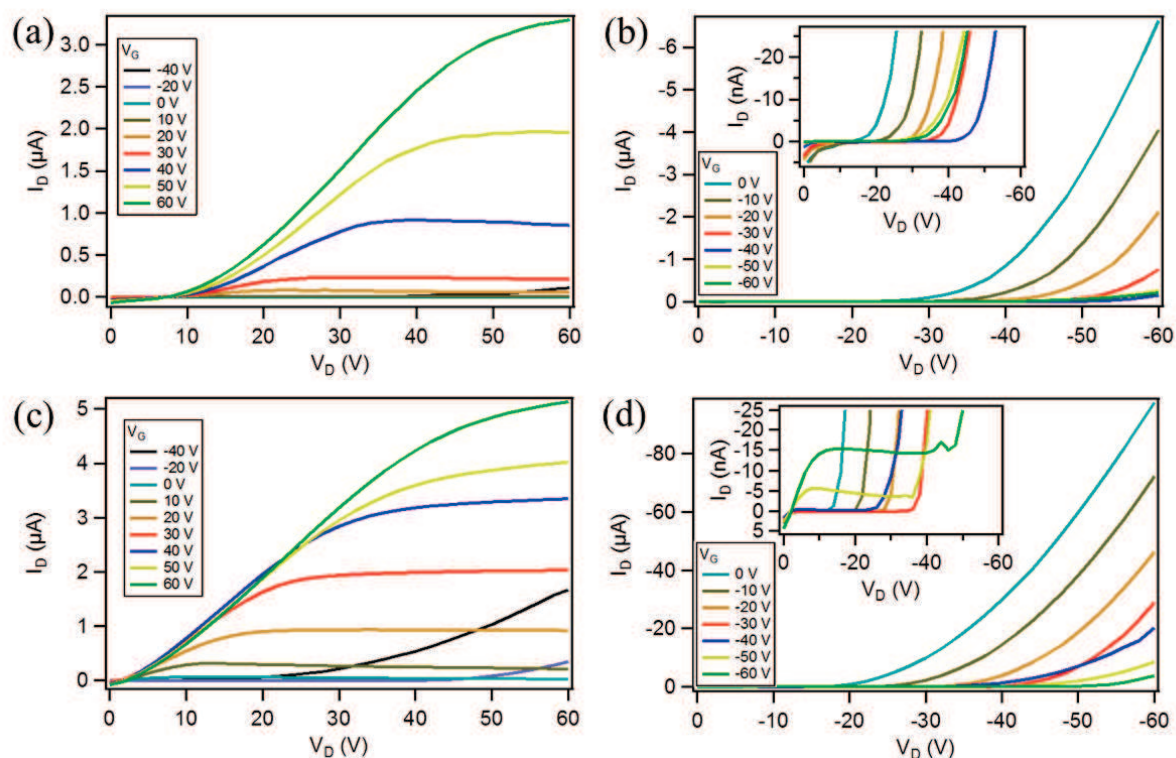 (a)
I_D (µA)
3.0
2.5
2.0
1.5
1.0
0.5
0.0
V_G
-40 V
-20 V
0 V
10 V
20 V
30 V
40 V
50 V
60 V
0 10 20 30 40 50 60
V_D (V)
(b)
I_D (µA)
-6
-4
-2
0
V_G
0 V
-10 V
-20 V
-30 V
-40 V
-50 V
-60 V
I_D (nA)
-20
-10
0
0 -20 -40 -60
V_D (V)
0 -10 -20 -30 -40 -50 -60
V_D (V)
(c)
I_D (µA)
5
4
3
2
1
0
V_G
-40 V
-20 V
0 V
10 V
20 V
30 V
40 V
50 V
60 V
0 10 20 30 40 50 60
V_D (V)
(d)
I_D (µA)
-80
-60
-40
-20
0
V_G
0 V
-10 V
-20 V
-30 V
-40 V
-50 V
-60 V
I_D (nA)
-25
-20
-15
-10
-5
0
5
0 -20 -40 -60
V_D (V)
0 -10 -20 -30 -40 -50 -60
V_D (V)